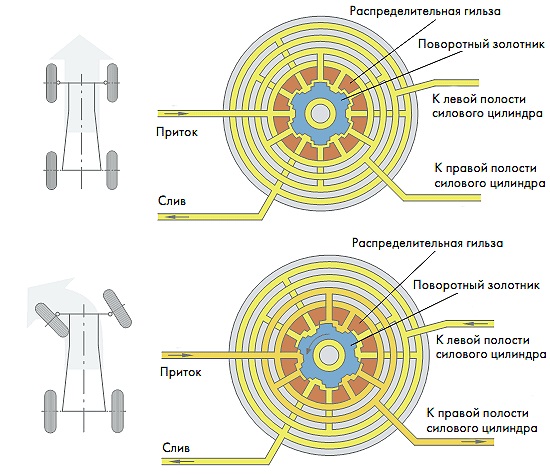 Распределительная гильза
Поворотный золотник
К левой полости
силового цилиндра
Приток
К правой полости
силового цилиндра
Слив
Распределительная гильза
Поворотный золотник
К левой полости
силового цилиндра
Приток
К правой полости
силового цилиндра
Слив